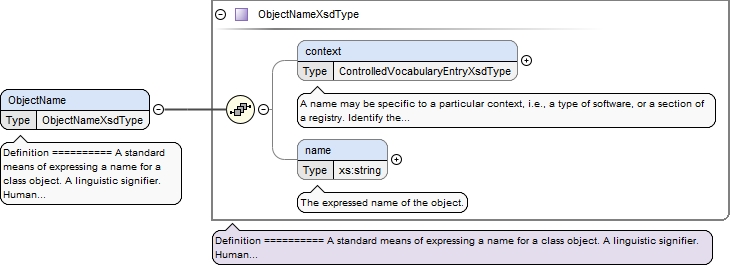 ObjectNameXsdType
context
Type ControlledVocabularyEntryXsdType
A name may be specific to a particular context, i.e., a type of software, or a section of
a registry. Identify the...
ObjectName
Type ObjectNameXsdType
Definition ========== A standard
means of expressing a name for a
class object. A linguistic signifier.
Human...
name
Type xs:string
The expressed name of the object.
Definition ========== A standard means of expressing a name for a class object. A linguistic signifier.
Human...